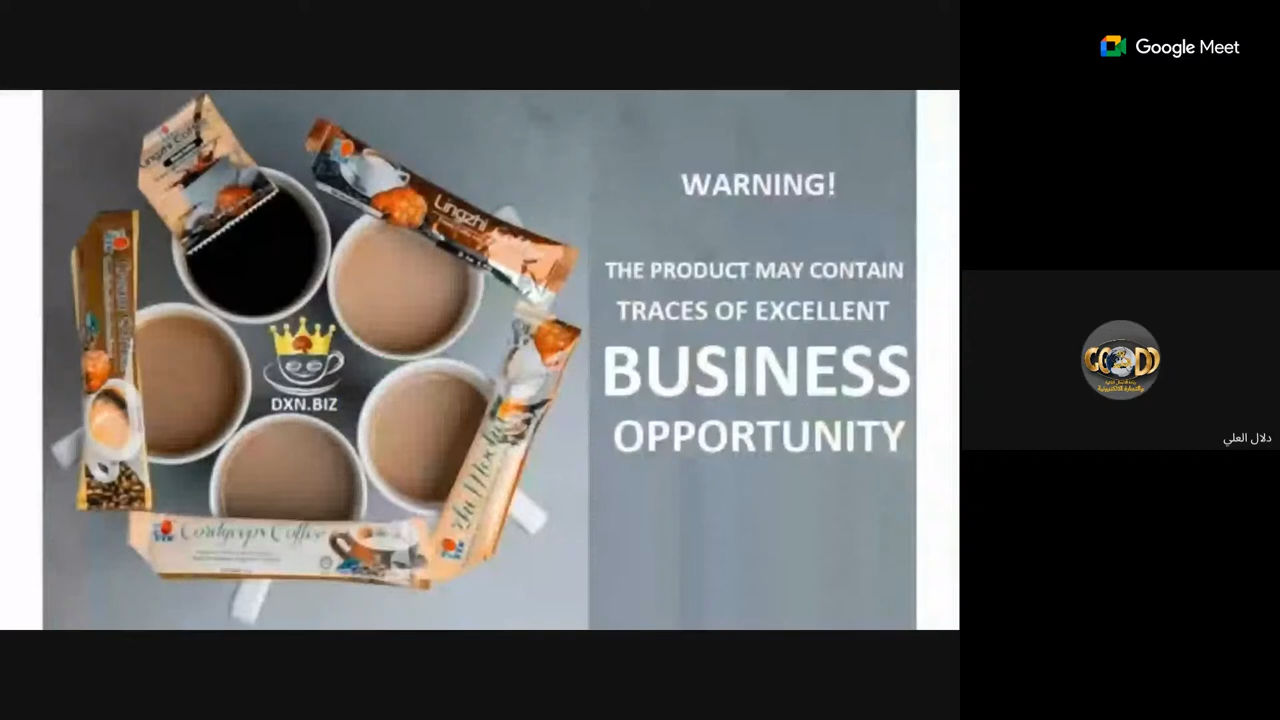 Google Meet
WARNING!
THE PRODUCT MAY CONTAIN
TRACES OF EXCELLENT
BUSINESS
OPPORTUNITY
DXN.BIZ
Lingzhi
Cordyceps Coffee
دلال العلي